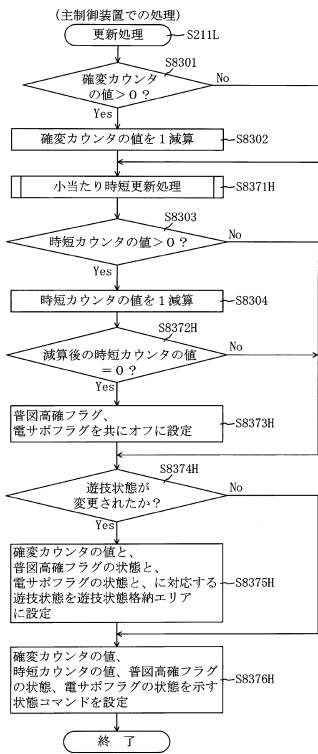 (主制御装置での処理)
更新処理
S211L
S8301
確変カウンタ
の値>0?
No
Yes
確変カウンタの値を1減算
S8302
小当たり時短更新処理
S8371H
S8303
時短カウンタの値>0?
No
Yes
時短カウンタの値を1減算
S8304
S8372H
減算後の時短カウンタの値
=0?
No
Yes
普図高確フラグ、
電サポフラグを共にオフに設定
S8373H
S8374H
遊技状態が
変更されたか?
No
Yes
確変カウンタの値と、
普図高確フラグの状態と、
電サポフラグの状態と、に対応する
遊技状態を遊技状態格納エリア
に設定
S8375H
確変カウンタの値、
時短カウンタの値、普図高確フラグ
の状態、電サポフラグの状態を示す
状態コマンドを設定
S8376H
終了